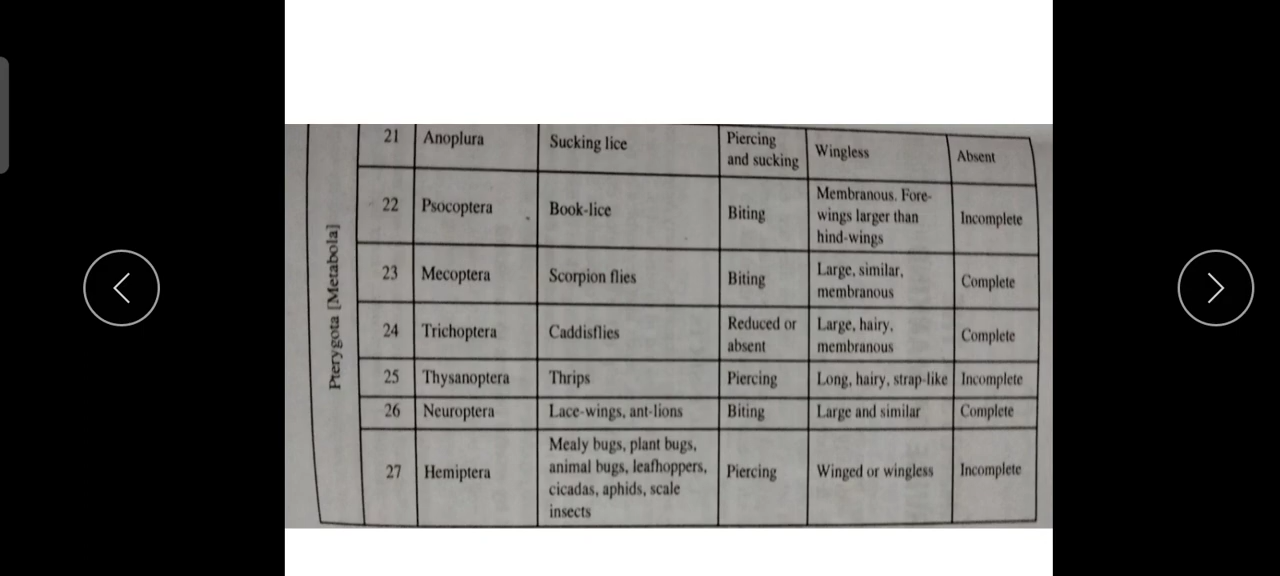 Pterygota [Metabola]
21 Anoplura Sucking lice Piercing and sucking Wingless Absent
22 Psocoptera Book-lice Biting Membranous. Fore-wings larger than hind-wings Incomplete
23 Mecoptera Scorpion flies Biting Large, similar, membranous Complete
24 Trichoptera Caddisflies Reduced or absent Large, hairy, membranous Complete
25 Thysanoptera Thrips Piercing Long, hairy, strap-like Incomplete
26 Neuroptera Lace-wings, ant-lions Biting Large and similar Complete
27 Hemiptera Mealy bugs, plant bugs, animal bugs, leafhoppers, cicadas, aphids, scale insects Piercing Winged or wingless Incomplete